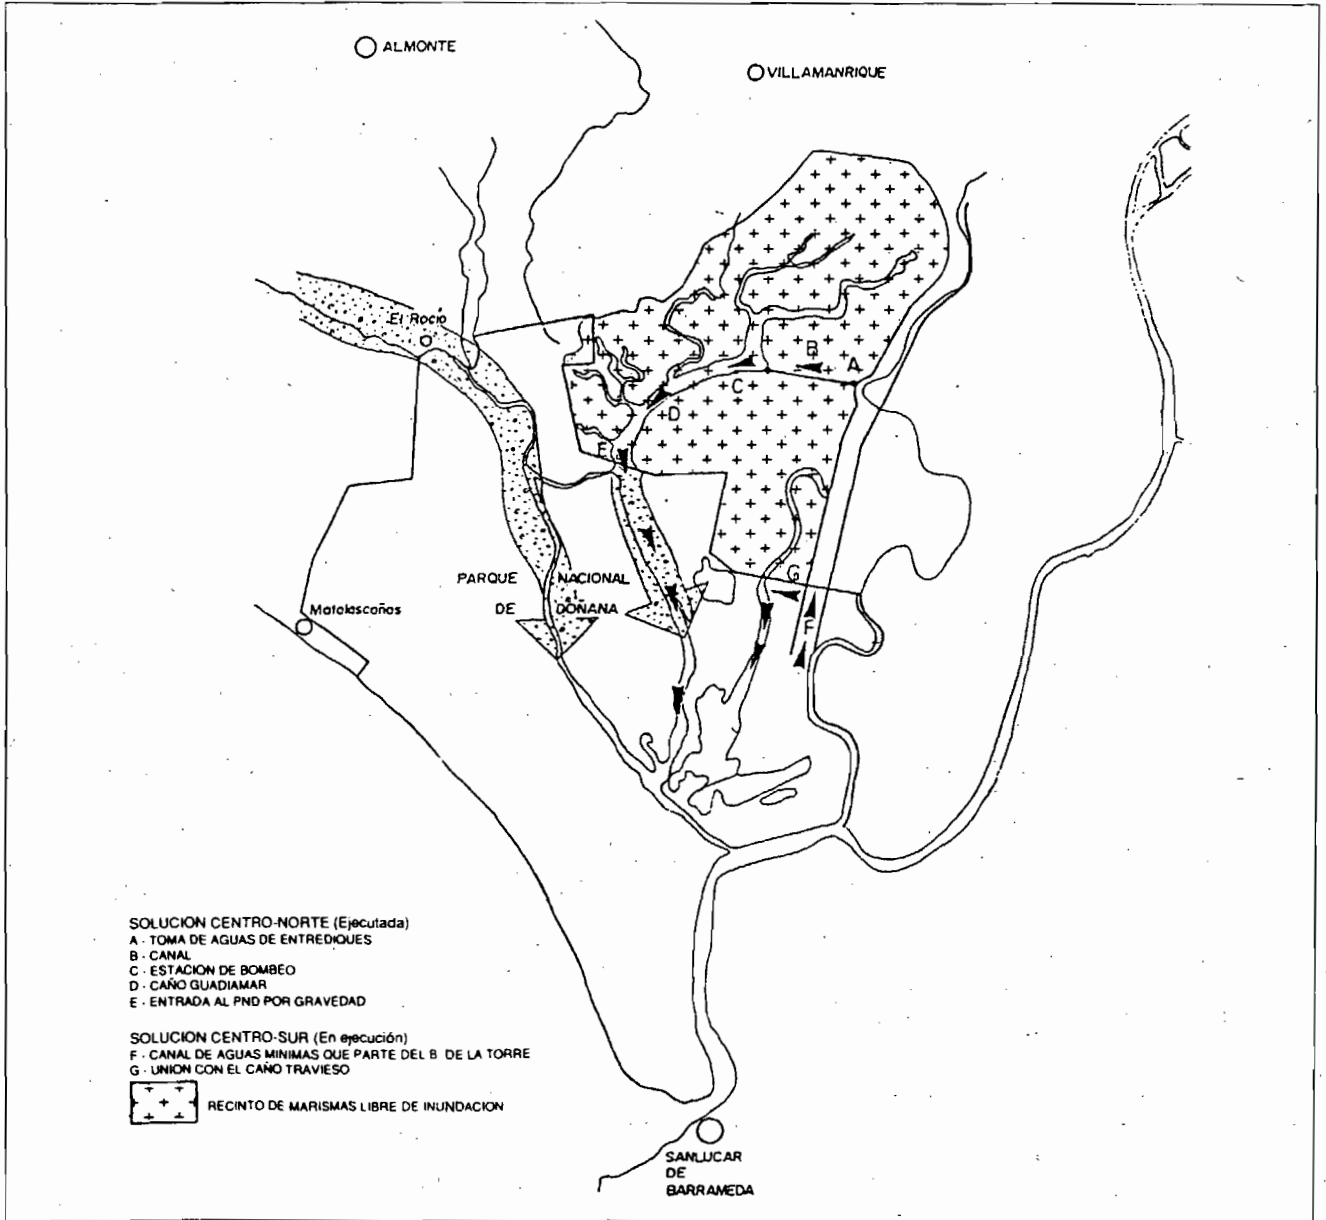 ALMONTE
VILLAMANRIQUE
El Rocío
B
A
C
D
E
PARQUE NACIONAL
DE DOÑANA
G
F
Matalascañas
SOLUCION CENTRO-NORTE (Ejecutada)
A - TOMA DE AGUAS DE ENTREDIQUES
B - CANAL
C - ESTACION DE BOMBEO
D - CAÑO GUADIAMAR
E - ENTRADA AL PND POR GRAVEDAD
SOLUCION CENTRO-SUR (En ejecución)
F - CANAL DE AGUAS MINIMAS QUE PARTE DEL B DE LA TORRE
G - UNION CON EL CAÑO TRAVIESO
RECINTO DE MARISMAS LIBRE DE INUNDACION
SANLUCAR
DE
BARRAMEDA